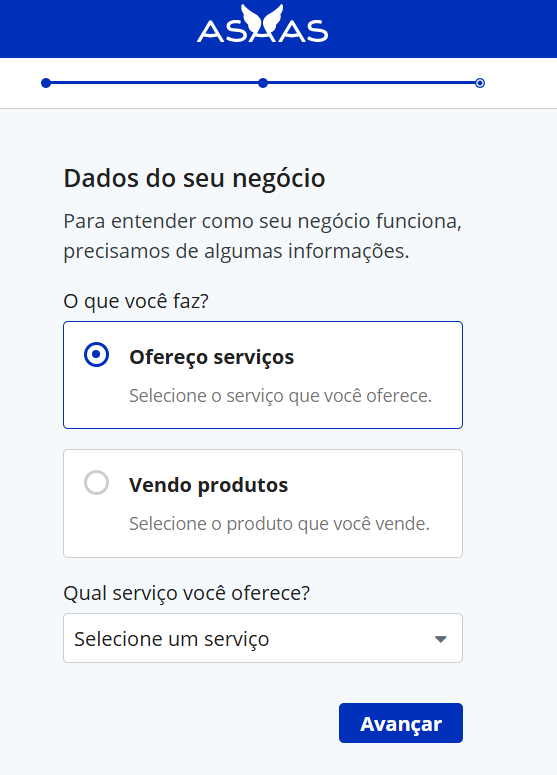 ASAAS
Dados do seu negócio
Para entender como seu negócio funciona,
precisamos de algumas informações.
O que você faz?
Ofereço serviços
Selecione o serviço que você oferece.
Vendo produtos
Selecione o produto que você vende.
Qual serviço você oferece?
Selecione um serviço
Avançar